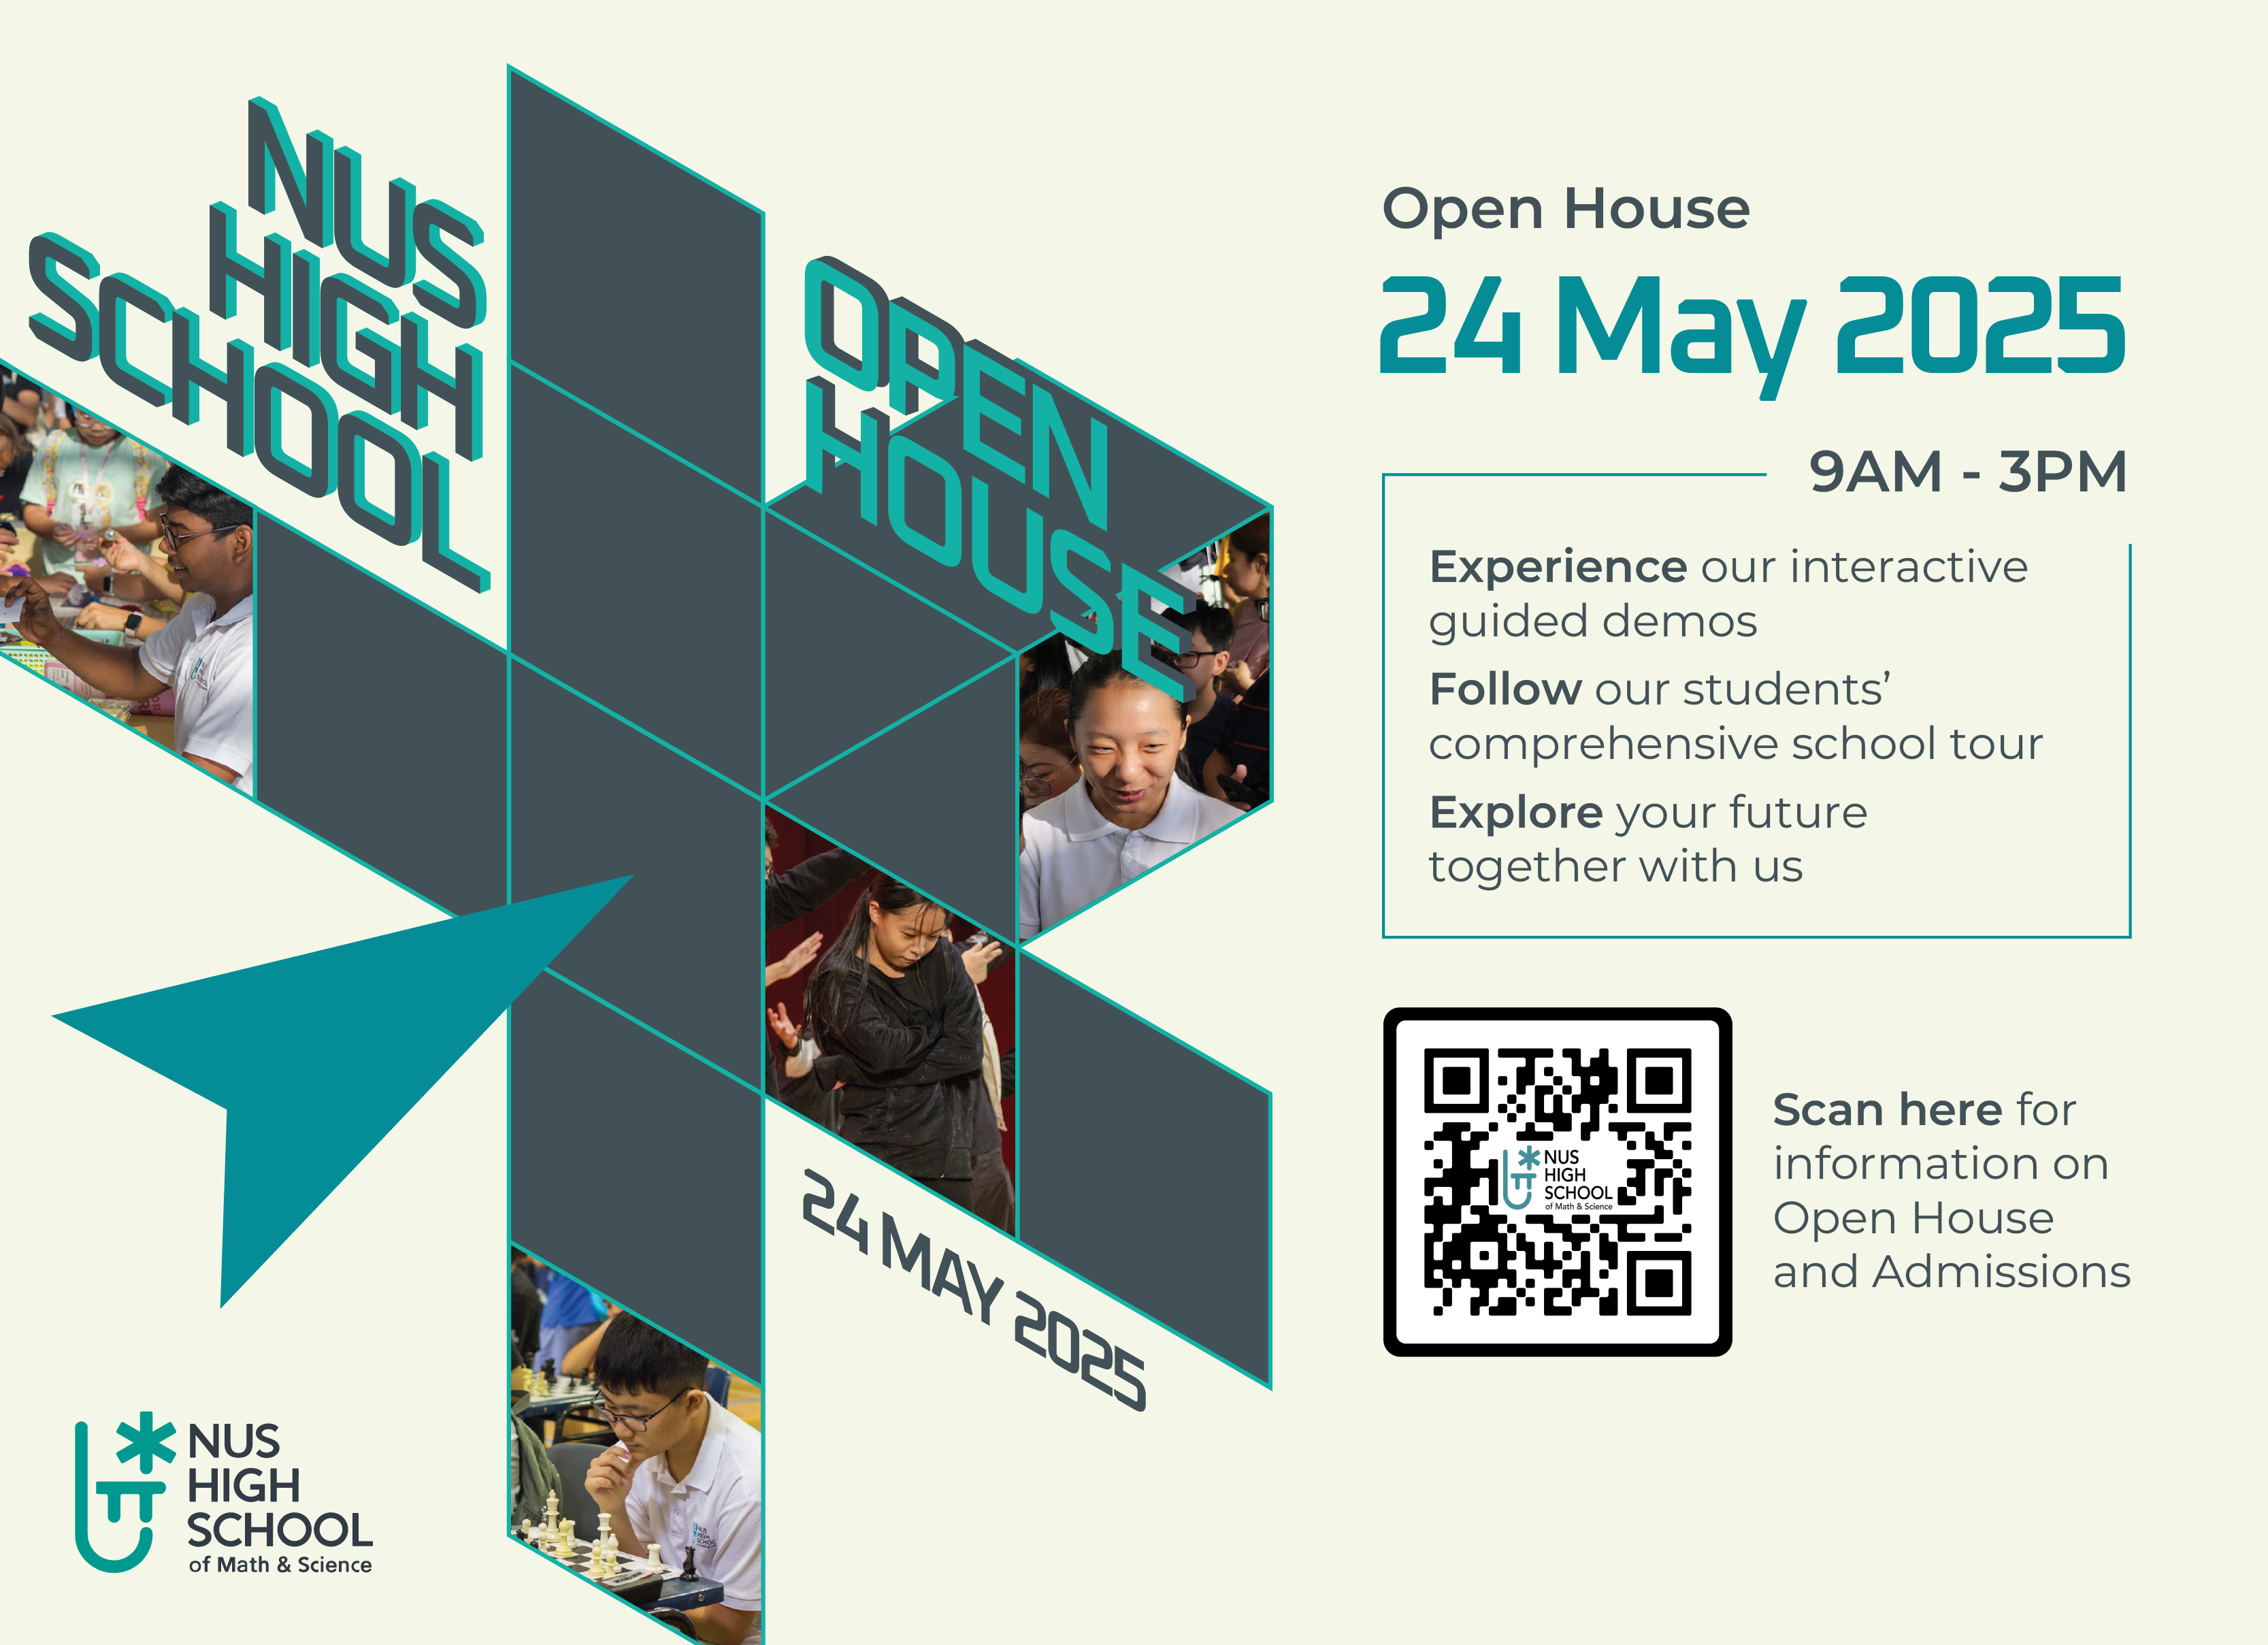 NUS
HIGH
SCHOOL
OPEN
HOUSE
24 MAY 2025
NUS
HIGH
SCHOOL
of Math & Science
Open House
24 May 2025
9AM - 3PM
Experience our interactive
guided demos
Follow our students’
comprehensive school tour
Explore your future
together with us
NUS
HIGH
SCHOOL
of Math & Science
Scan here for
information on
Open House
and Admissions